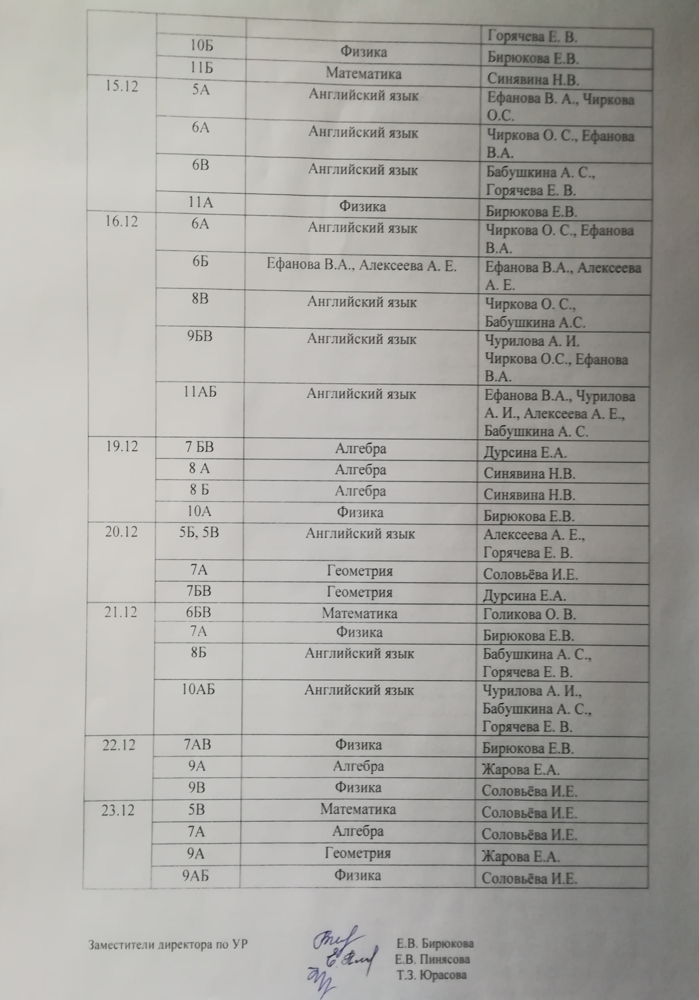 Горячева Е. В.
10Б Физика Бирюкова Е.В.
11Б Математика Синявина Н.В.
15.12 5А Английский язык Ефанова В. А., Чиркова
О.С.
6А Английский язык Чиркова О. С., Ефанова
В.А.
6В Английский язык Бабушкина А. С.,
Горячева Е. В.
11А Физика Бирюкова Е.В.
16.12 6А Английский язык Чиркова О. С., Ефанова
В.А.
6Б Ефанова В.А., Алексеева А. Е. Ефанова В.А., Алексеева
А. Е.
8В Английский язык Чиркова О. С.,
Бабушкина А.С.
9БВ Английский язык Чурилова А. И.
Чиркова О.С., Ефанова
В.А.
11АБ Английский язык Ефанова В.А., Чурилова
А. И., Алексеева А. Е.,
Бабушкина А. С.
19.12 7 БВ Алгебра Дурсина Е.А.
8 А Алгебра Синявина Н.В.
8 Б Алгебра Синявина Н.В.
10А Физика Бирюкова Е.В.
20.12 5Б, 5В Английский язык Алексеева А. Е.,
Горячева Е. В.
7А Геометрия Соловьёва И.Е.
7БВ Геометрия Дурсина Е.А.
21.12 6БВ Математика Голикова О. В.
7А Физика Бирюкова Е.В.
8Б Английский язык Бабушкина А. С.,
Горячева Е. В.
10АБ Английский язык Чурилова А. И.,
Бабушкина А. С.,
Горячева Е. В.
22.12 7АВ Физика Бирюкова Е.В.
9А Алгебра Жарова Е.А.
9В Физика Соловьёва И.Е.
23.12 5В Математика Соловьёва И.Е.
7А Алгебра Соловьёва И.Е.
9А Геометрия Жарова Е.А.
9АБ Физика Соловьёва И.Е.
Заместители директора по УР Е.В. Бирюкова
Е.В. Пинясова
Т.З. Юрасова